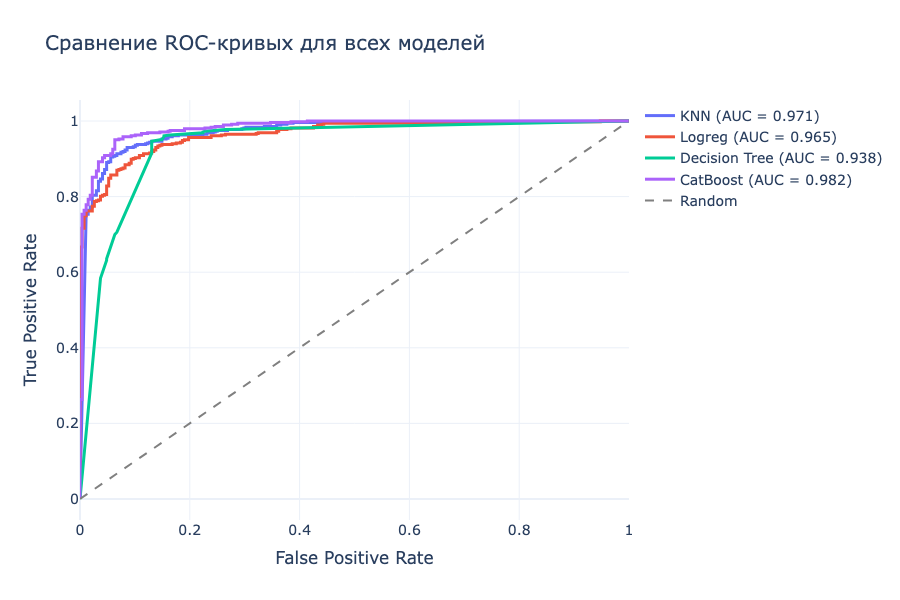 Сравнение ROC-кривых для всех моделей
KNN (AUC = 0.971)
Logreg (AUC = 0.965)
Decision Tree (AUC = 0.938)
CatBoost (AUC = 0.982)
Random
True Positive Rate
1
0.8
0.6
0.4
0.2
0
0 0.2 0.4 0.6 0.8 1
False Positive Rate